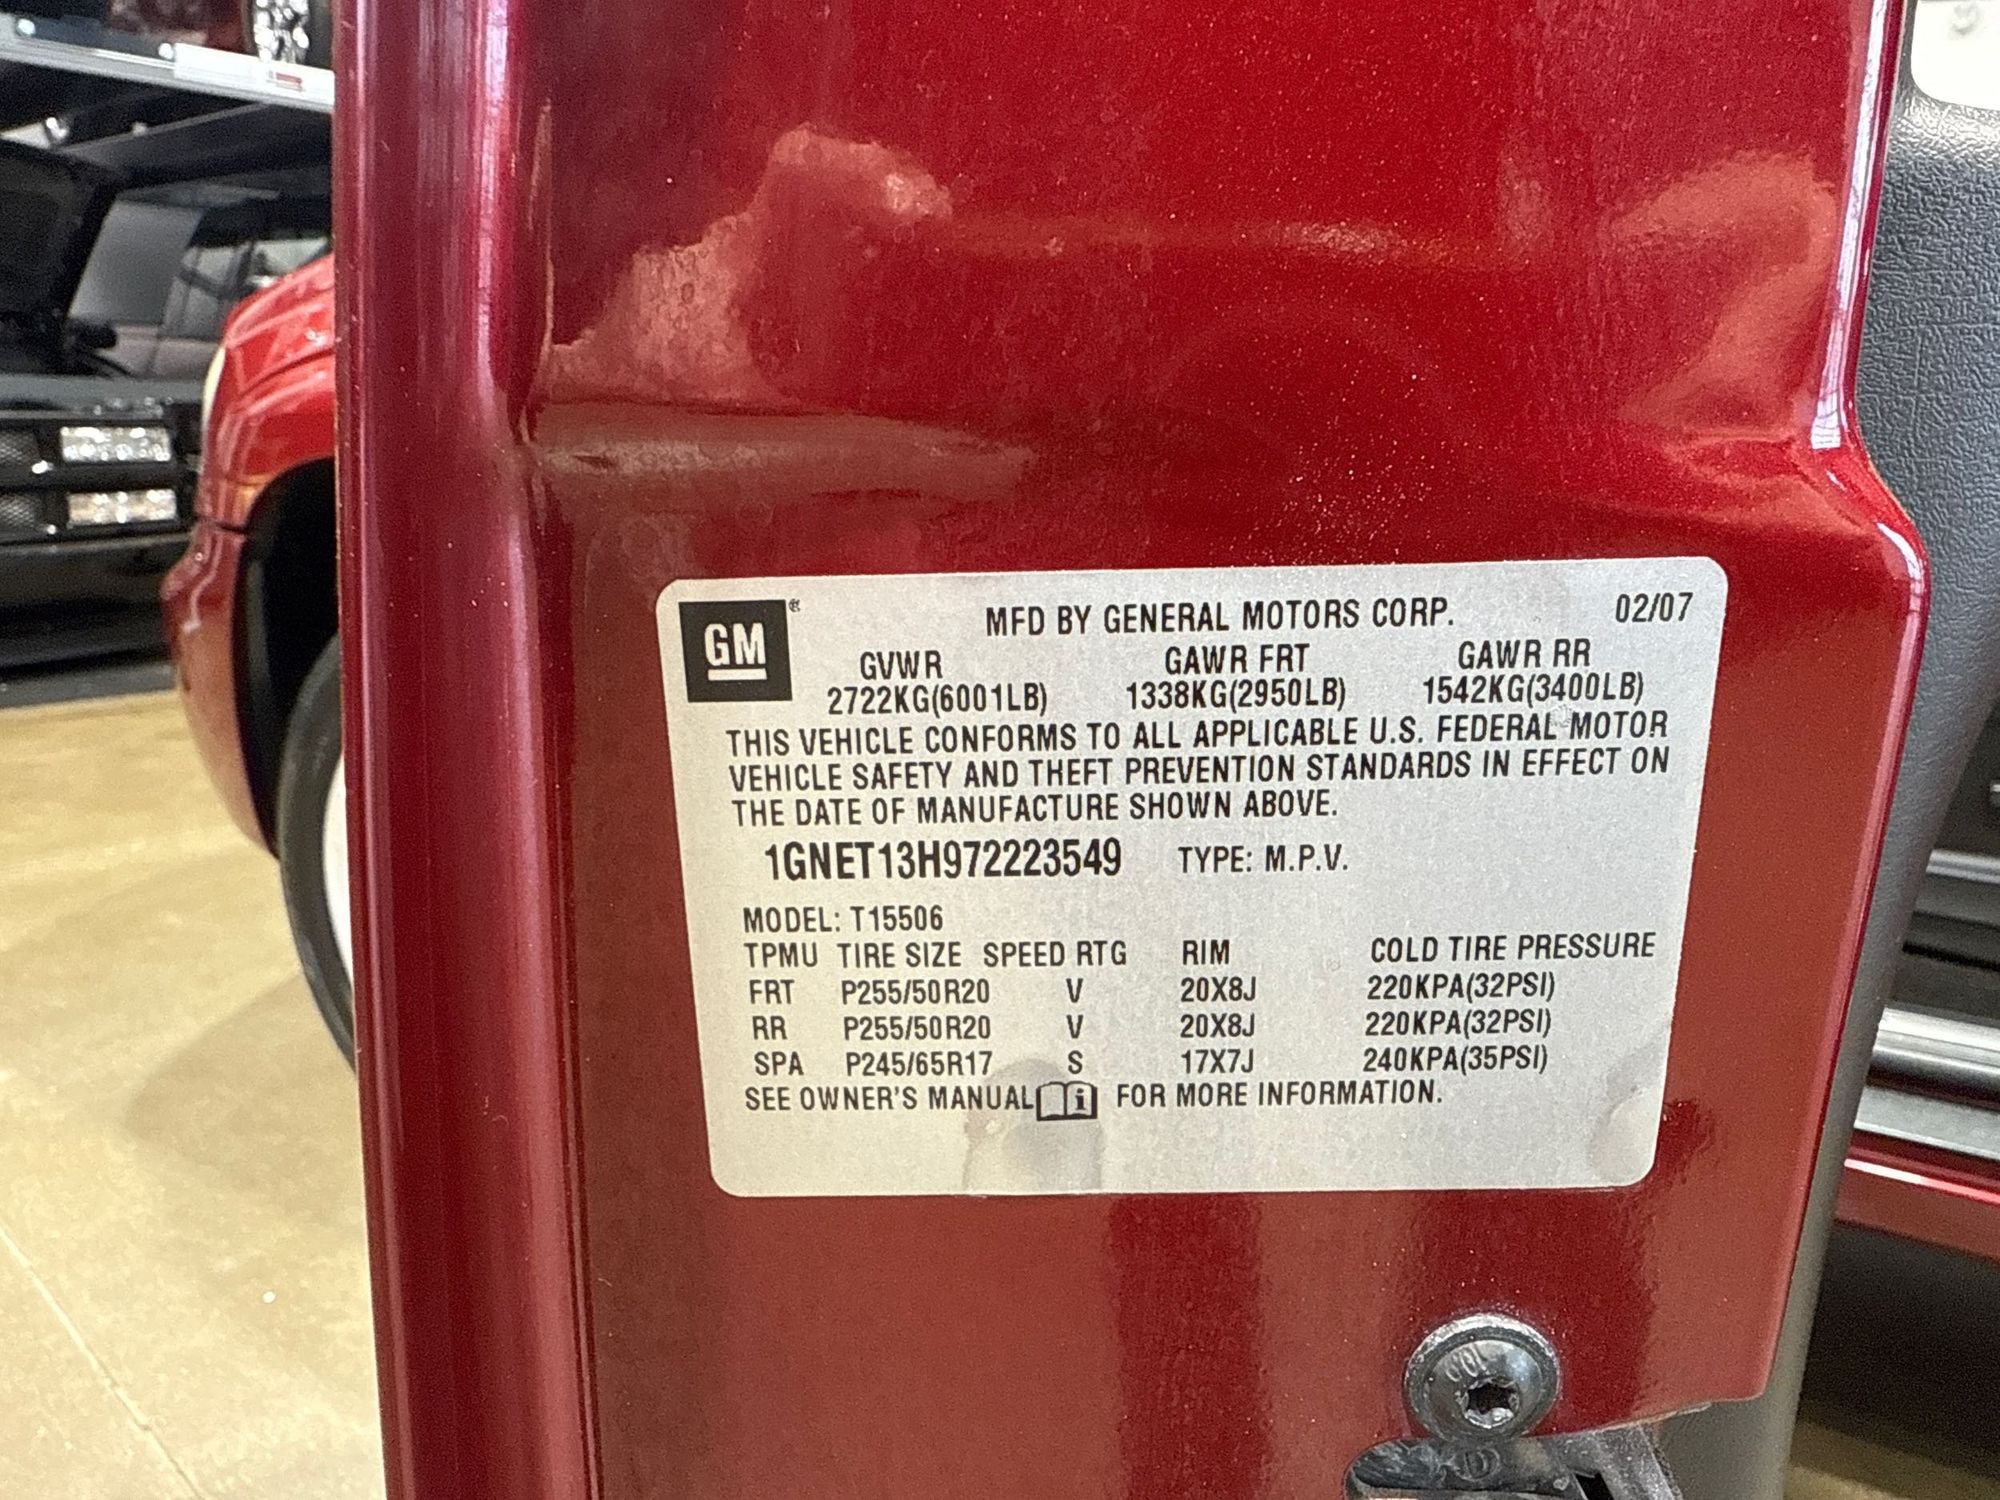 GM®
MFD BY GENERAL MOTORS CORP. 02/07
GVWR GAWR FRT GAWR RR
2722KG(6001LB) 1338KG(2950LB) 1542KG(3400LB)
THIS VEHICLE CONFORMS TO ALL APPLICABLE U.S. FEDERAL MOTOR
VEHICLE SAFETY AND THEFT PREVENTION STANDARDS IN EFFECT ON
THE DATE OF MANUFACTURE SHOWN ABOVE.
1GNET13H972223549 TYPE: M.P.V.
MODEL: T15506
TPMU TIRE SIZE SPEED RTG RIM COLD TIRE PRESSURE
FRT P255/50R20 V 20X8J 220KPA(32PSI)
RR P255/50R20 V 20X8J 220KPA(32PSI)
SPA P245/65R17 S 17X7J 240KPA(35PSI)
SEE OWNER'S MANUAL i FOR MORE INFORMATION.